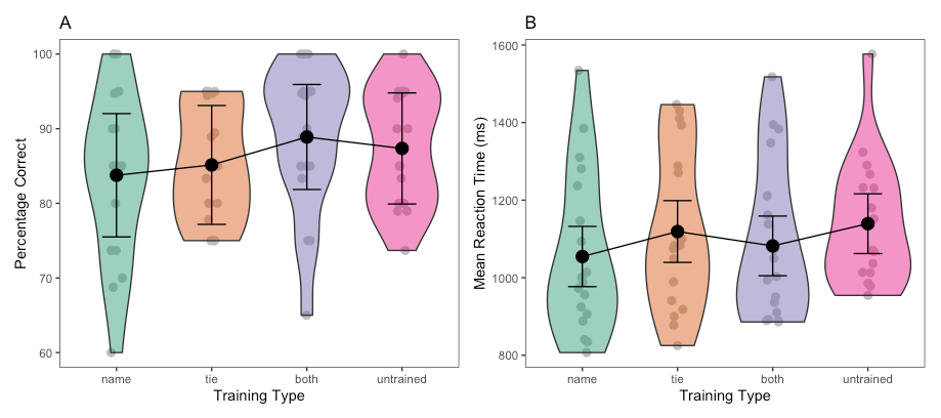 A
Percentage Correct
100
90
80
70
60
name tie both untrained
Training Type
B
Mean Reaction Time (ms)
1600
1400
1200
1000
800
name tie both untrained
Training Type